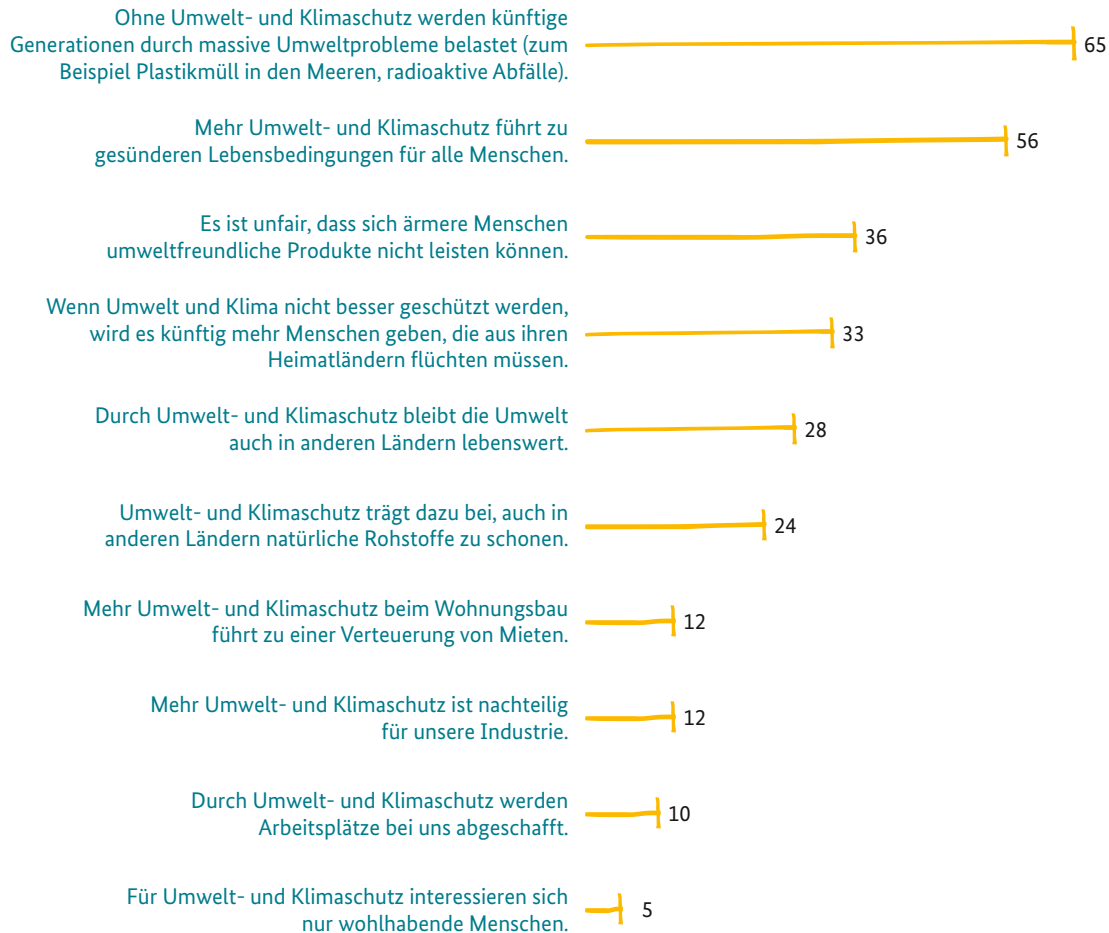 Ohne Umwelt- und Klimaschutz werden künftige
Generationen durch massive Umweltprobleme belastet (zum
Beispiel Plastikmüll in den Meeren, radioaktive Abfälle).
65
Mehr Umwelt- und Klimaschutz führt zu
gesünderen Lebensbedingungen für alle Menschen.
56
Es ist unfair, dass sich ärmere Menschen
umweltfreundliche Produkte nicht leisten können.
36
Wenn Umwelt und Klima nicht besser geschützt werden,
wird es künftig mehr Menschen geben, die aus ihren
Heimatländern flüchten müssen.
33
Durch Umwelt- und Klimaschutz bleibt die Umwelt
auch in anderen Ländern lebenswert.
28
Umwelt- und Klimaschutz trägt dazu bei, auch in
anderen Ländern natürliche Rohstoffe zu schonen.
24
Mehr Umwelt- und Klimaschutz beim Wohnungsbau
führt zu einer Verteuerung von Mieten.
12
Mehr Umwelt- und Klimaschutz ist nachteilig
für unsere Industrie.
12
Durch Umwelt- und Klimaschutz werden
Arbeitsplätze bei uns abgeschafft.
10
Für Umwelt- und Klimaschutz interessieren sich
nur wohlhabende Menschen.
5